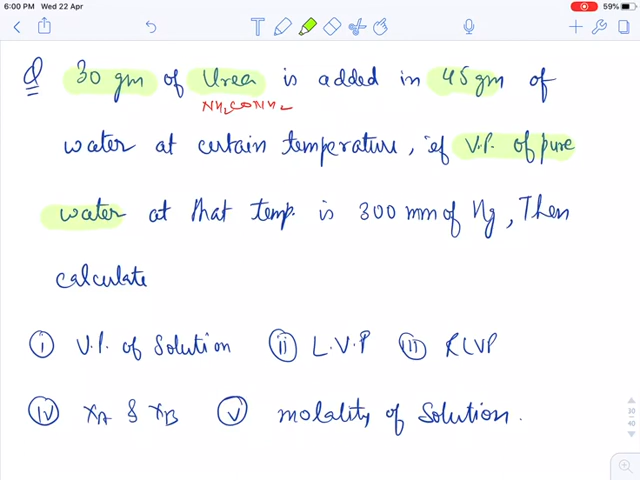 6:00 PM Wed 22 Apr
59%
Q 30 gm of Urea is added in 45 gm of
NH2CONH2
water at certain temperature, if V.P. of pure
water at that temp. is 300 mm of Hg, Then
calculate
(i) V.P. of Solution (ii) L.V.P (iii) RLVP
(iv) xA & xB (v) molality of Solution.
30
40